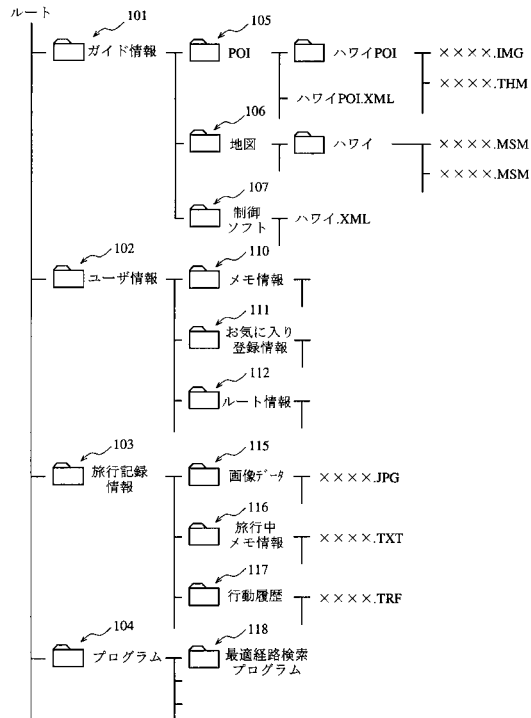 ルート
101
ガイド情報
105
POI
ハワイPOI
××××.IMG
××××.THM
ハワイPOI.XML
106
地図
ハワイ
××××.MSM
××××.MSM
107
制御
ソフト
ハワイ.XML
102
ユーザ情報
110
メモ情報
111
お気に入り
登録情報
112
ルート情報
103
旅行記録
情報
115
画像データ
××××.JPG
116
旅行中
メモ情報
××××.TXT
117
行動履歴
××××.TRF
104
プログラム
118
最適経路検索
プログラム